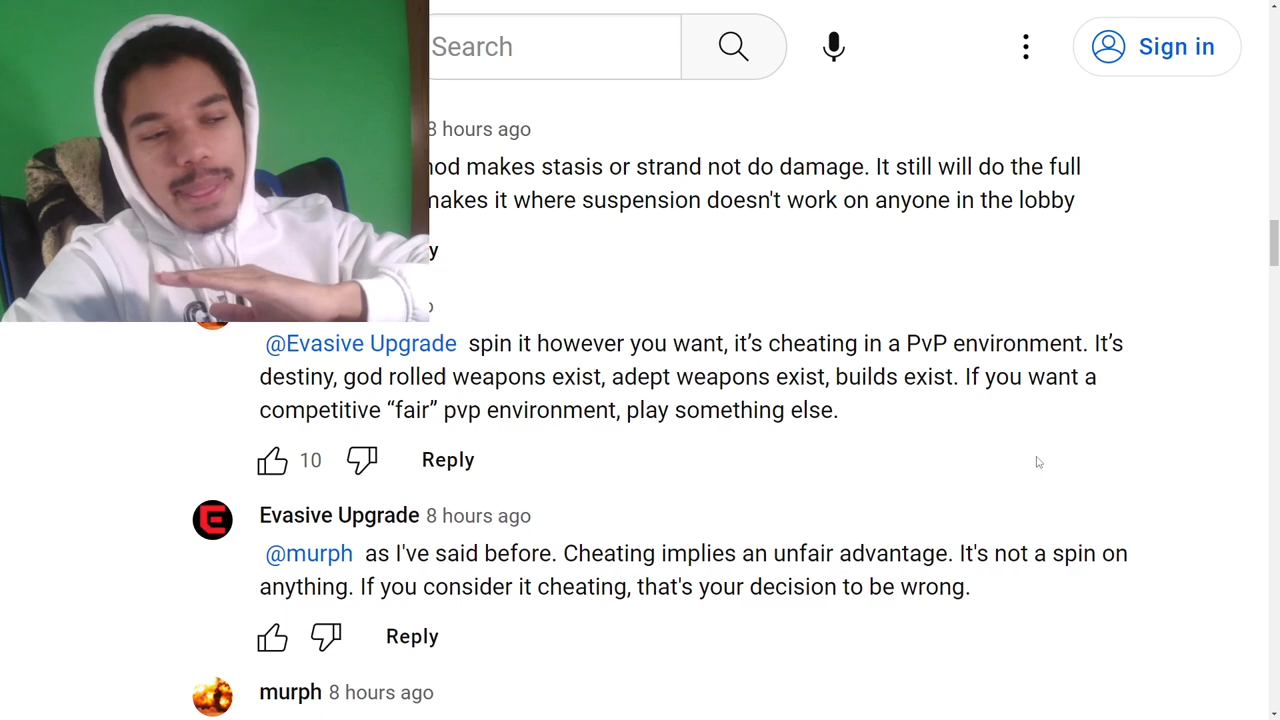 Search
Sign in
8 hours ago
mod makes stasis or strand not do damage. It still will do the full
makes it where suspension doesn't work on anyone in the lobby
y
@Evasive Upgrade spin it however you want, it’s cheating in a PvP environment. It’s
destiny, god rolled weapons exist, adept weapons exist, builds exist. If you want a
competitive “fair” pvp environment, play something else.
10 Reply
Evasive Upgrade 8 hours ago
@murph as I've said before. Cheating implies an unfair advantage. It's not a spin on
anything. If you consider it cheating, that's your decision to be wrong.
Reply
murph 8 hours ago